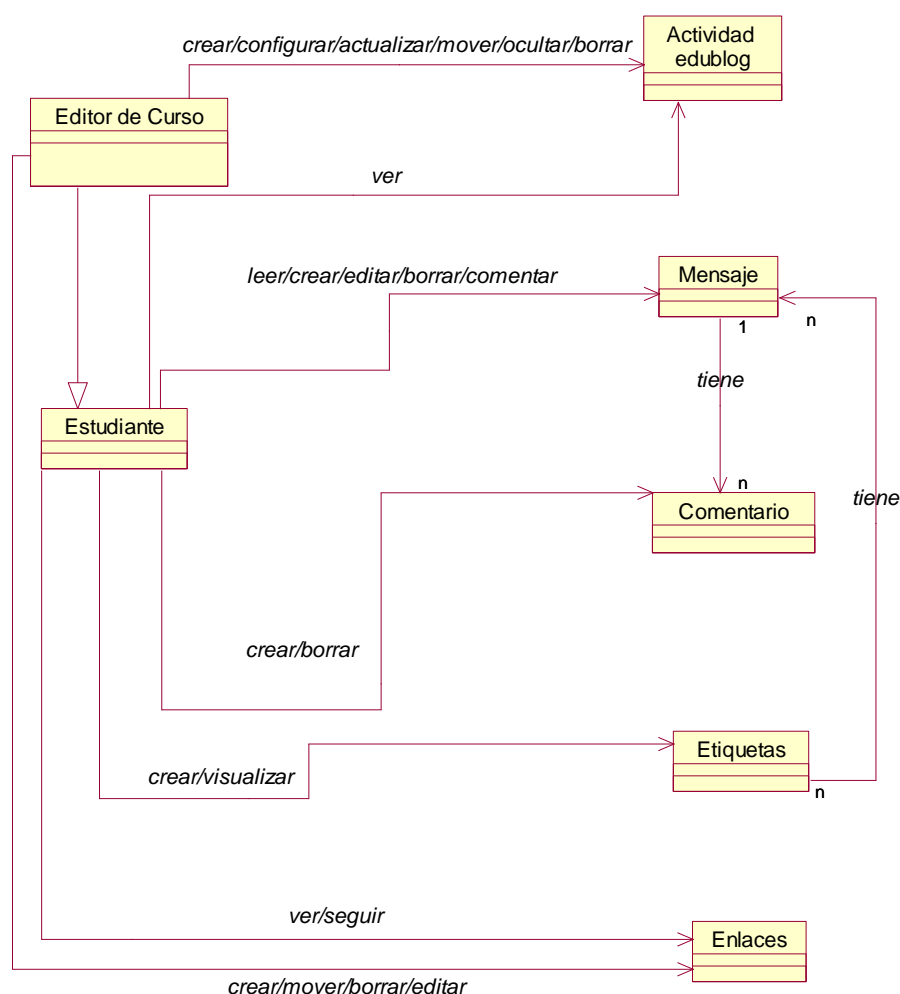 Actividad
edublog
crear/configurar/actualizar/mover/ocultar/borrar
Editor de Curso
ver
leer/crear/editar/borrar/comentar
Mensaje
1
n
tiene
Estudiante
n
Comentario
tiene
crear/borrar
Etiquetas
crear/visualizar
n
ver/seguir
Enlaces
crear/mover/borrar/editar